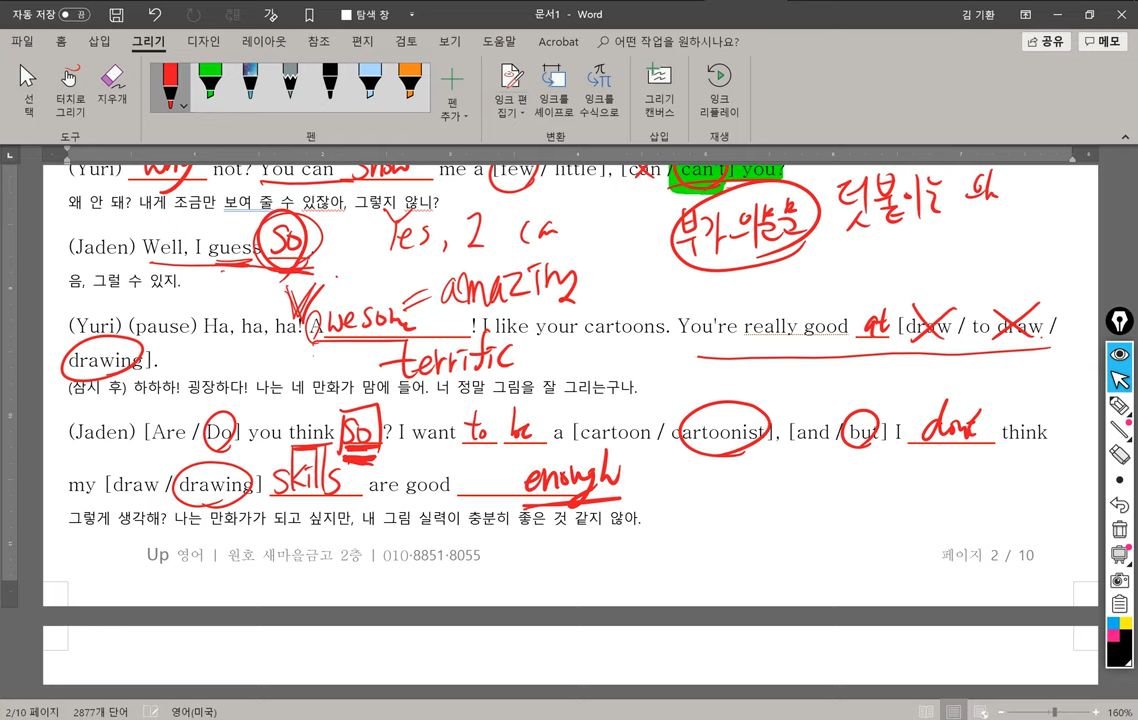 자동 저장 끔 탐색 창 문서1 - Word 김 기환
파일 홈 삽입 그리기 디자인 레이아웃 참조 편지 검토 보기 도움말 Acrobat 어떤 작업을 원하시나요? 공유 메모
선택 터치로 그리기 지우개 펜 추가 잉크 편집기 잉크를 셰이프로 잉크를 수식으로 그리기 캔버스 잉크 리플레이
도구 펜 변환 삽입 재생
(Yuri) why not? You can show me a [few / little], [can / can't] you?
왜 안 돼? 내게 조금만 보여 줄 수 있잖아, 그렇지 않니?
부가의문문 덧붙이는
(Jaden) Well, I guess so Yes, I ca
음, 그럴 수 있지.
= amazing
(Yuri) (pause) Ha, ha, ha! Awesome! I like your cartoons. You're really good at [draw / to draw /
drawing].
terrific
(잠시 후) 하하하! 굉장하다! 나는 네 만화가 맘에 들어. 너 정말 그림을 잘 그리는구나.
(Jaden) [Are / Do] you think so? I want to be a [cartoon / cartoonist], [and / but] I don't think
my [draw / drawing] skills are good enough
그렇게 생각해? 나는 만화가가 되고 싶지만, 내 그림 실력이 충분히 좋은 것 같지 않아.
Up 영어 | 원호 새마을금고 2층 | 010·8851·8055 페이지 2 / 10
2/10 페이지 2877개 단어 영어(미국) 160%